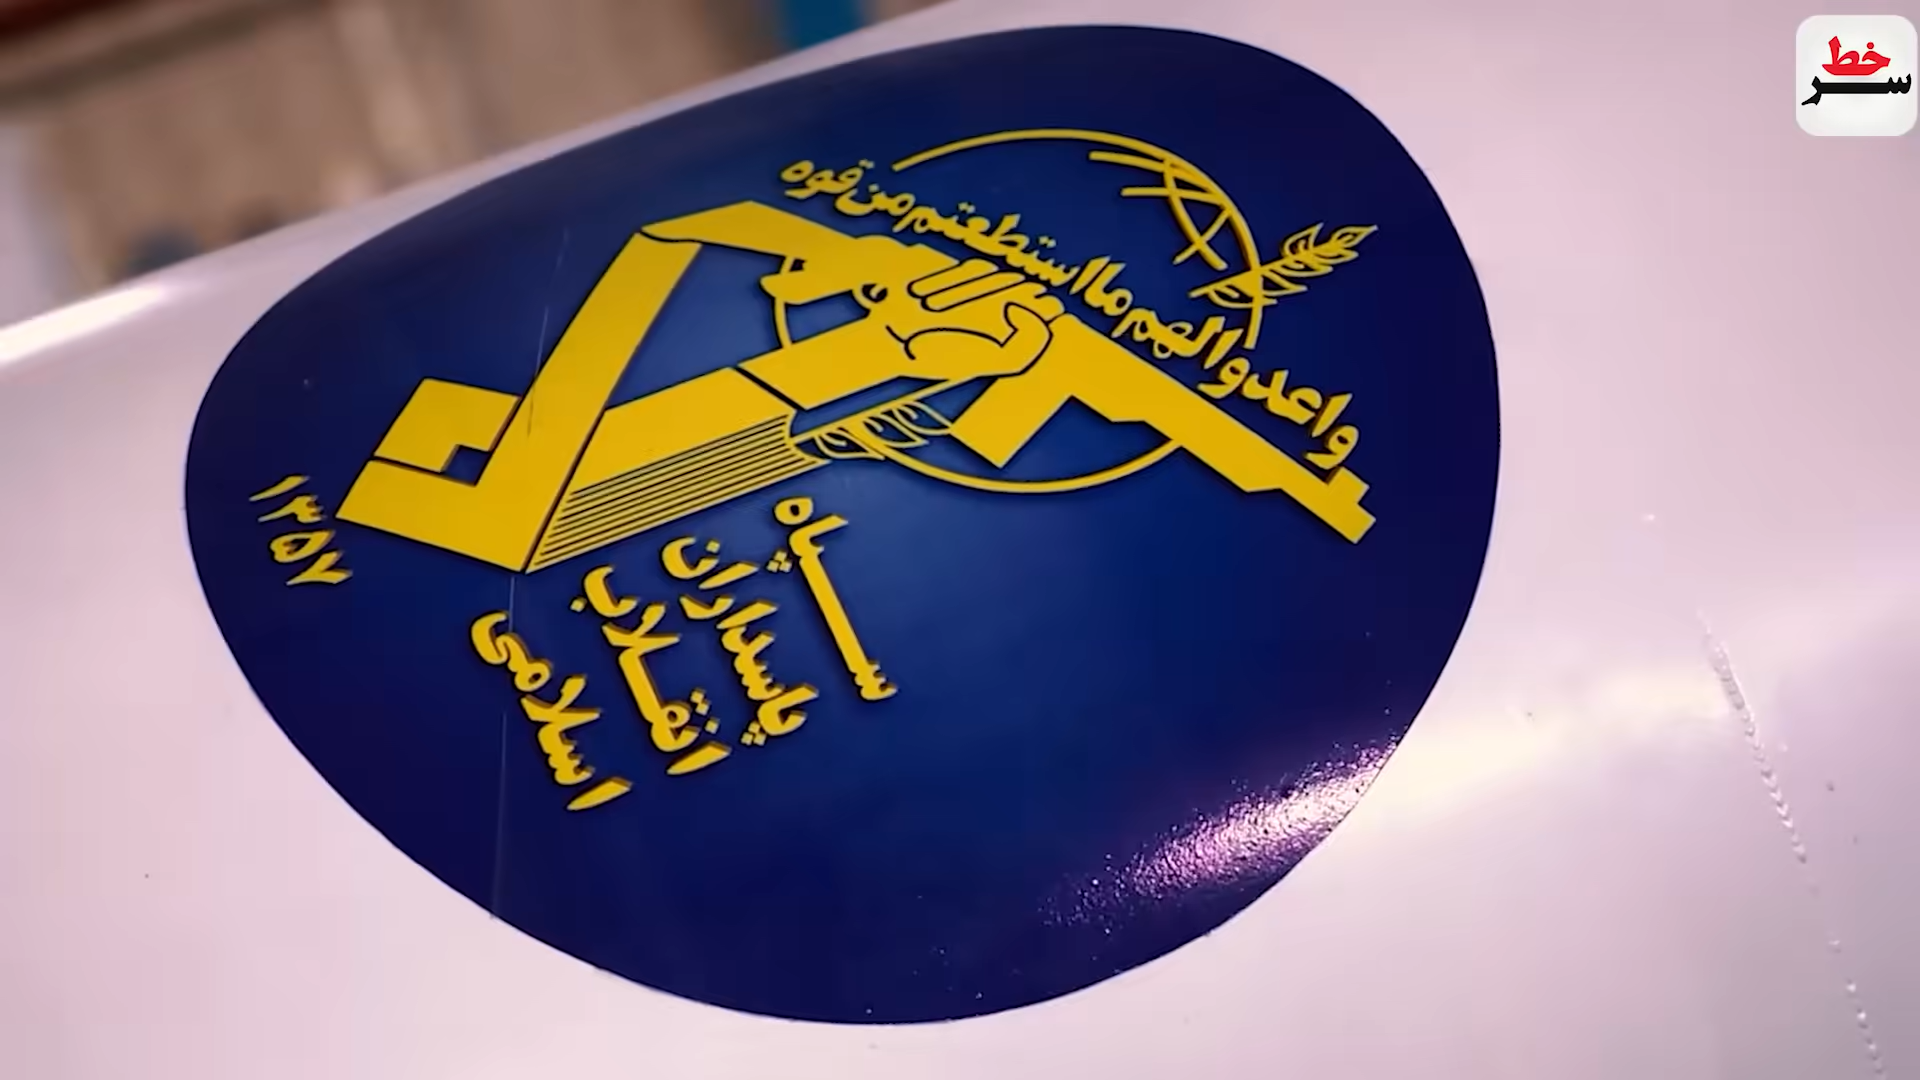 واعدوا لهم ما استطعتم من قوه
سپاه
پاسداران
انقلاب
اسلامی
۱۳۵۷
خط
سر